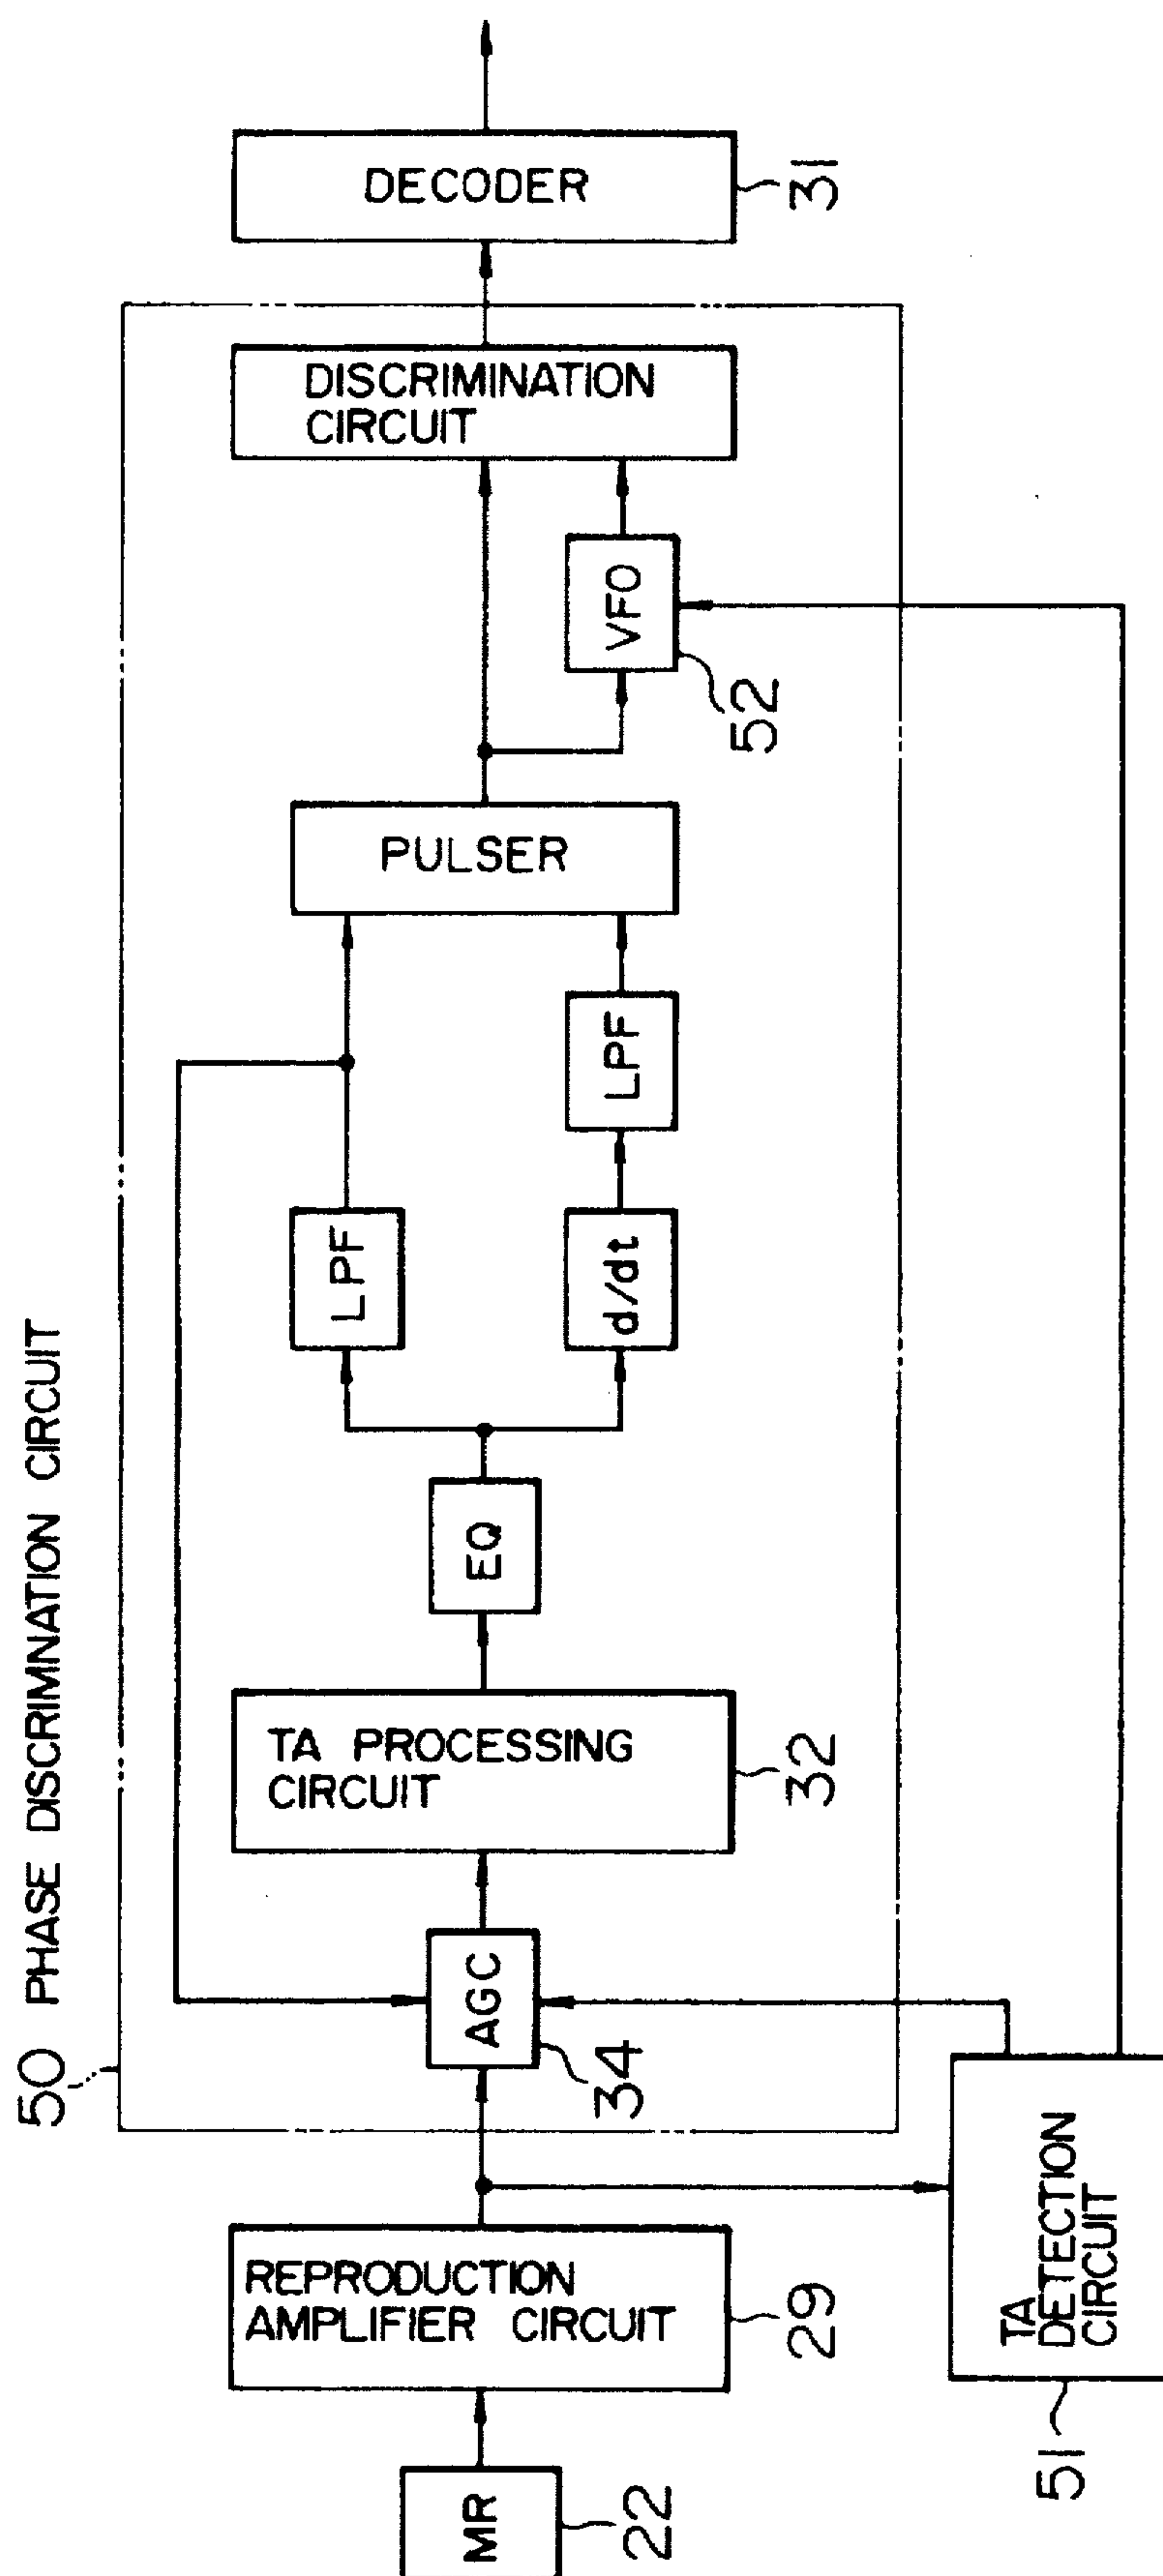 50 PHASE DISCRIMNATION CIRCUIT
MR
22
REPRODUCTION
AMPLIFIER CIRCUIT
29
AGC
34
TA PROCESSING
CIRCUIT
32
EQ
LPF
d/dt
LPF
PULSER
VFO
52
DISCRIMINATION
CIRCUIT
DECODER
31
TA
DETECTION
CIRCUIT
51